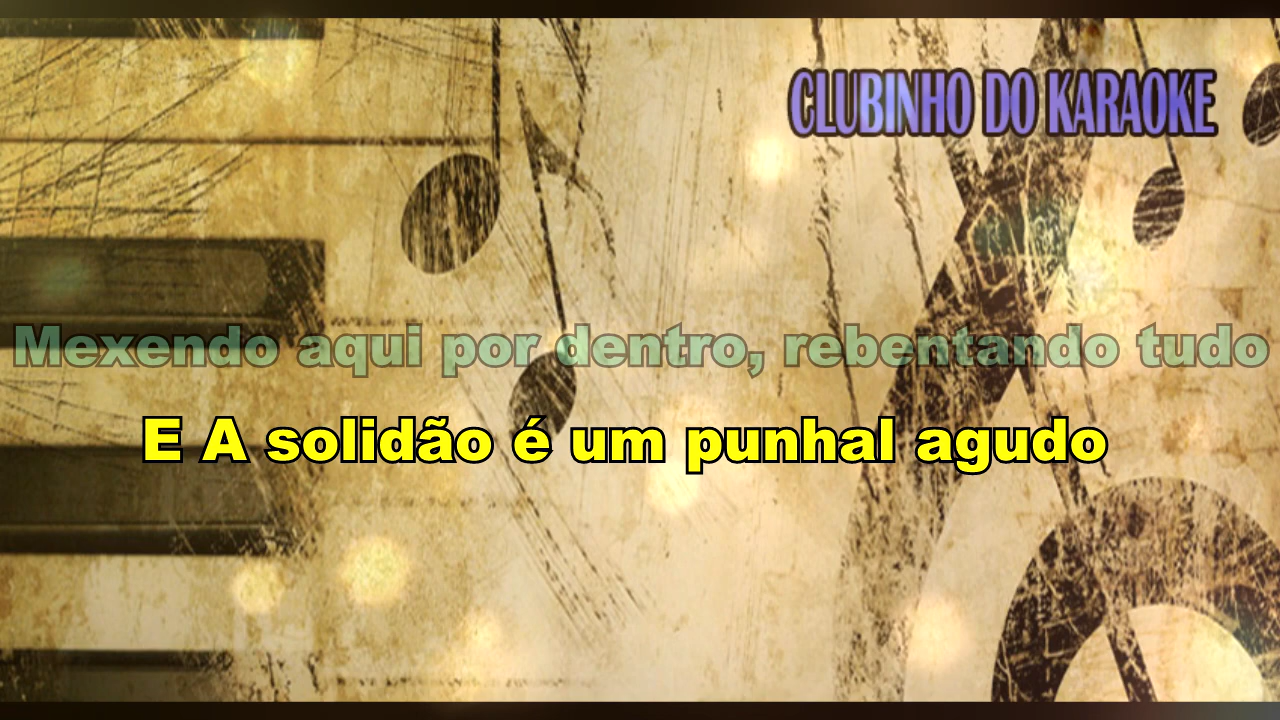 CLUBINHO DO KARAOKE
Mexendo aqui por dentro, rebentando tudo
E A solidão é um punhal agudo